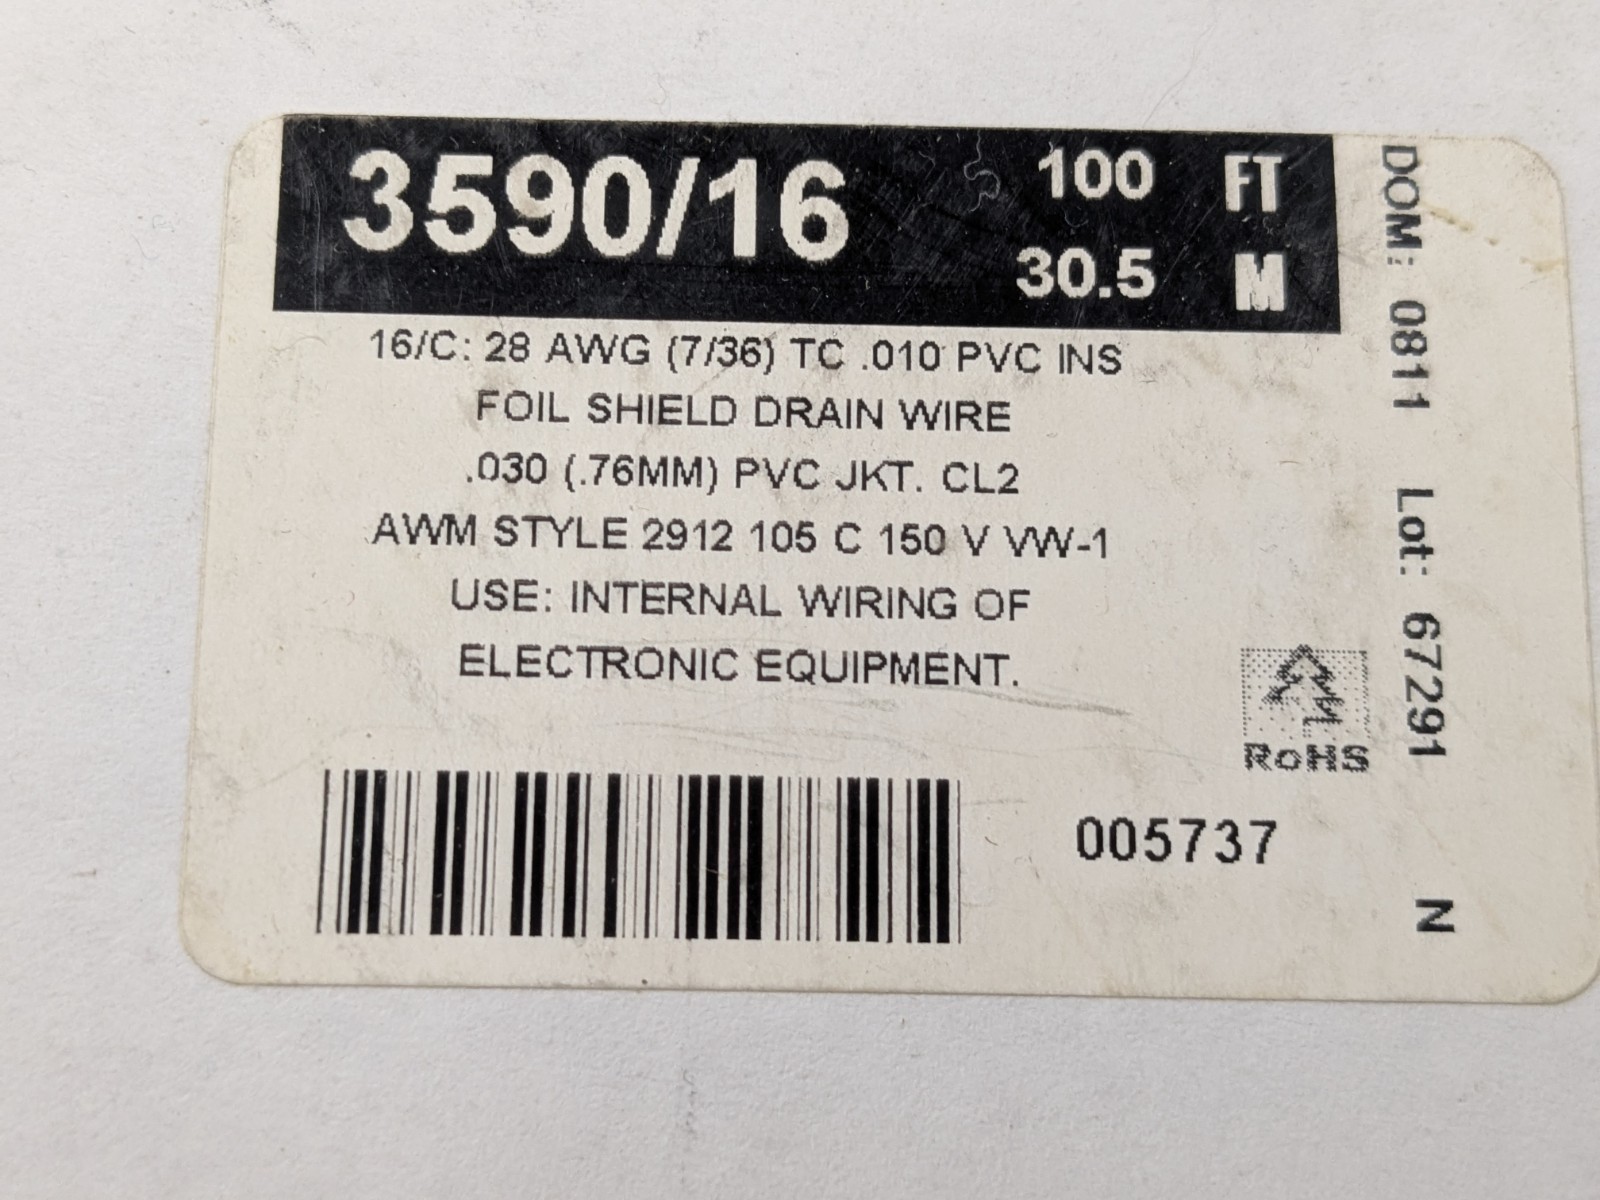 3590/16 100 FT
30.5 M
16/C: 28 AWG (7/36) TC .010 PVC INS
FOIL SHIELD DRAIN WIRE
.030 (.76MM) PVC JKT. CL2
AWM STYLE 2912 105 C 150 V VW-1
USE: INTERNAL WIRING OF
ELECTRONIC EQUIPMENT.
RoHS
005737
DOM: 0811 Lot: 67291 N